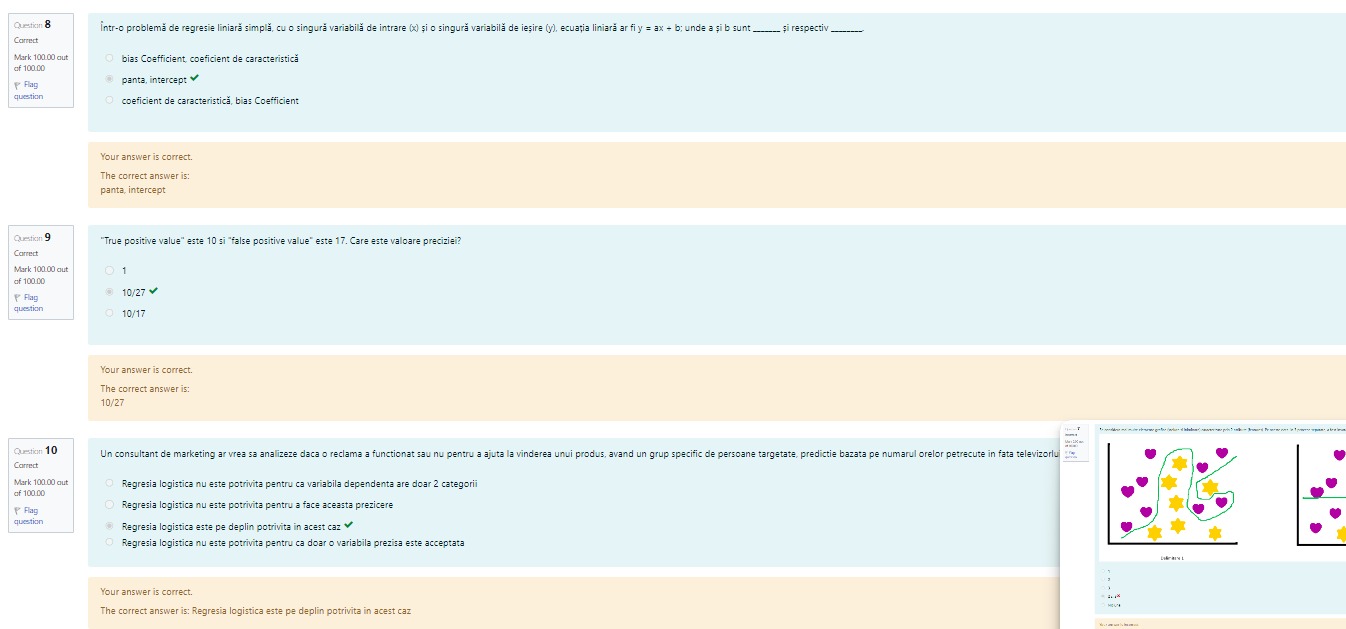 Question 8
Correct
Mark 100.00 out
of 100.00
Flag
question
Într-o problemă de regresie liniară simplă, cu o singură variabilă de intrare (x) și o singură variabilă de ieșire (y), ecuația liniară ar fi y = ax + b; unde a și b sunt _______ și respectiv ________.
bias Coefficient, coeficient de caracteristică
panta, intercept
coeficient de caracteristică, bias Coefficient
Your answer is correct.
The correct answer is:
panta, intercept
Question 9
Correct
Mark 100.00 out
of 100.00
Flag
question
"True positive value" este 10 si "false positive value" este 17. Care este valoare preciziei?
1
10/27
10/17
Your answer is correct.
The correct answer is:
10/27
Question 10
Correct
Mark 100.00 out
of 100.00
Flag
question
Un consultant de marketing ar vrea sa analizeze daca o reclama a functionat sau nu pentru a ajuta la vinderea unui produs, avand un grup specific de persoane targetate, predictie bazata pe numarul orelor petrecute in fata televizorlu
Regresia logistica nu este potrivita pentru ca variabila dependenta are doar 2 categorii
Regresia logistica nu este potrivita pentru a face aceasta prezicere
Regresia logistica este pe deplin potrivita in acest caz
Regresia logistica nu este potrivita pentru ca doar o variabila prezisa este acceptata
Your answer is correct.
The correct answer is: Regresia logistica este pe deplin potrivita in acest caz